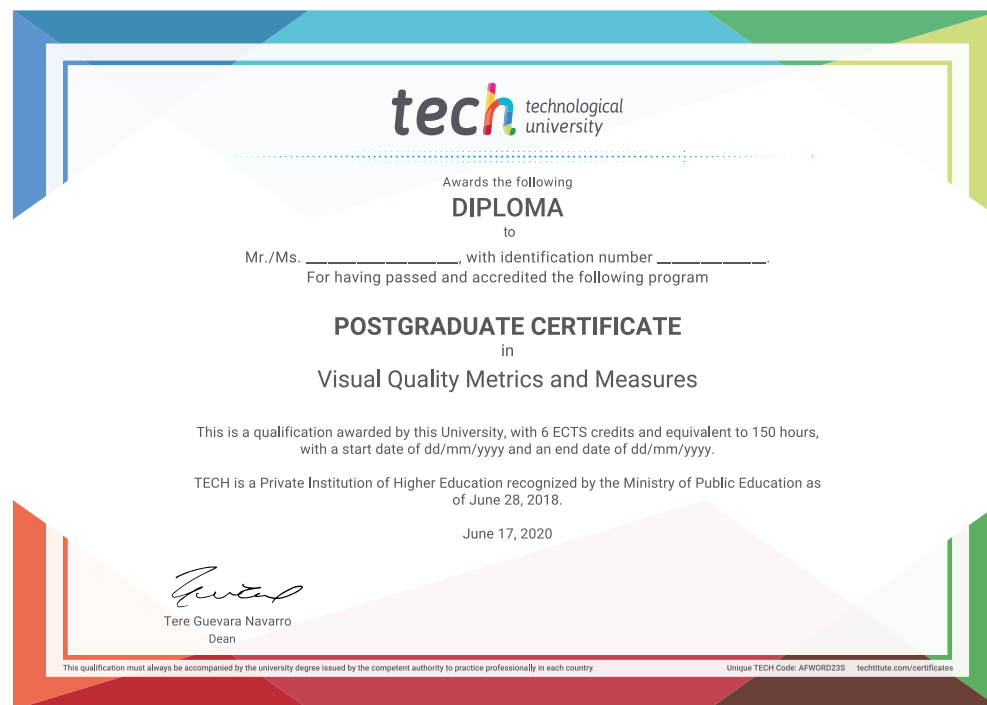 tech technological
university
Awards the following
DIPLOMA
to
Mr./Ms. __________________, with identification number _____________.
For having passed and accredited the following program
POSTGRADUATE CERTIFICATE
in
Visual Quality Metrics and Measures
This is a qualification awarded by this University, with 6 ECTS credits and equivalent to 150 hours,
with a start date of dd/mm/yyyy and an end date of dd/mm/yyyy.
TECH is a Private Institution of Higher Education recognized by the Ministry of Public Education as
of June 28, 2018.
June 17, 2020
Tere Guevara Navarro
Dean
This qualification must always be accompanied by the university degree issued by the competent authority to practice professionally in each country.
Unique TECH Code: AFWORD23S techtitute.com/certificates